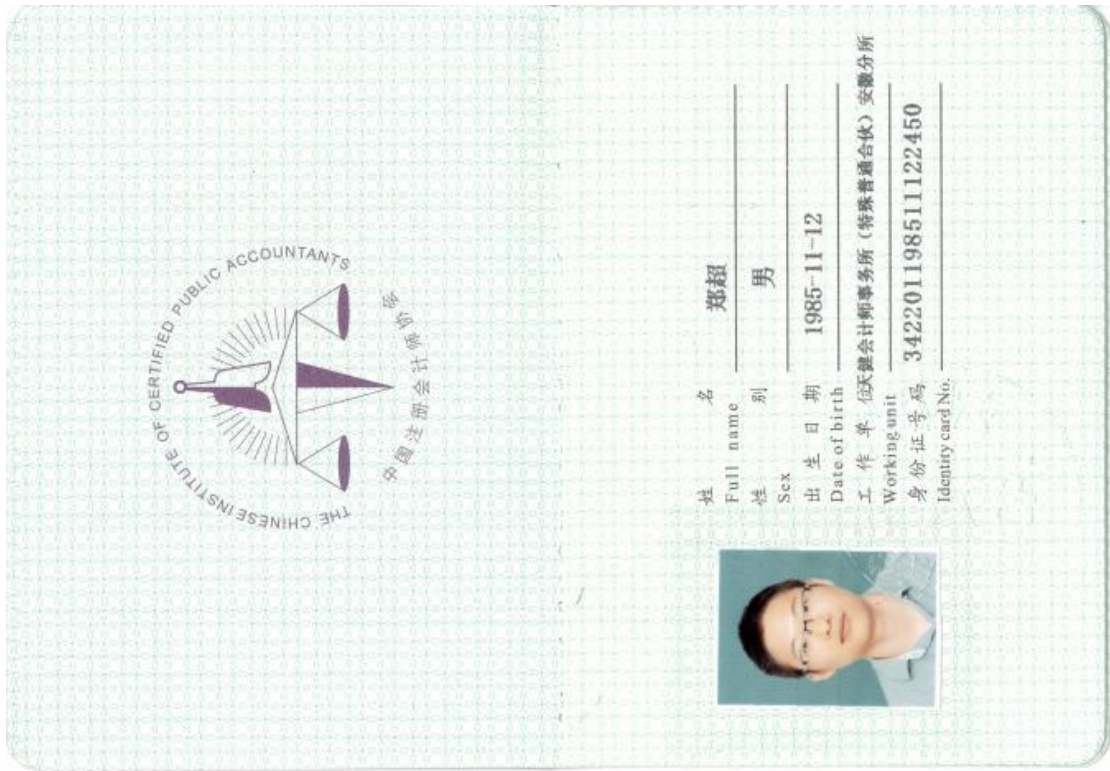 THE CHINESE INSTITUTE OF CERTIFIED PUBLIC ACCOUNTANTS
中国注册会计师协会
姓 名 郑超
Full name
性 别 男
Sex
出生日期 1985-11-12
Date of birth
工作单位 天健会计师事务所（特殊普通合伙）安徽分所
Working unit
身份证号码 342201198511122450
Identity card No.